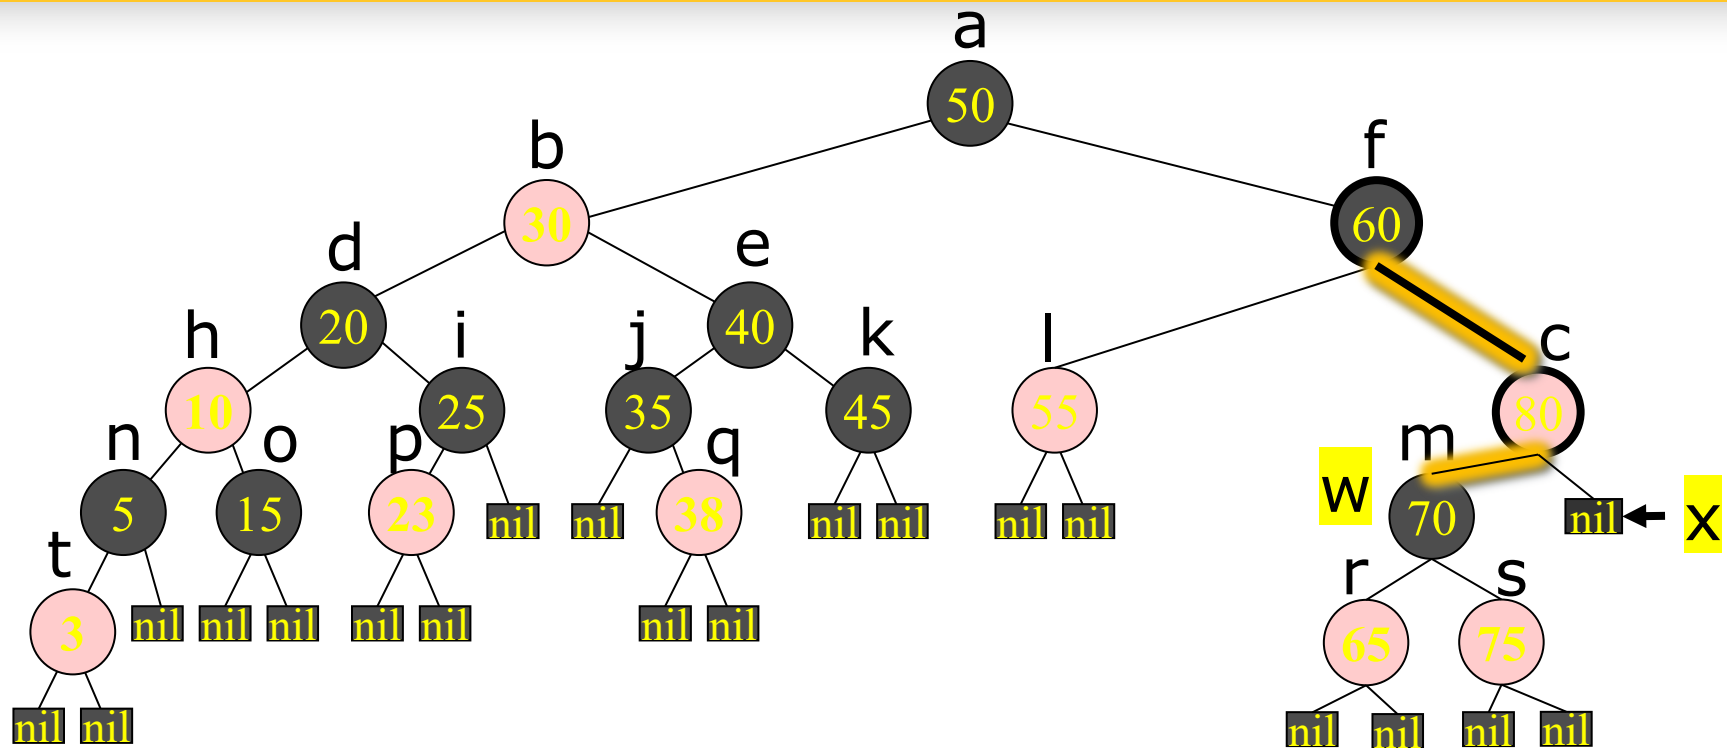 a
50
b f
30 60
d e
20 40
h i j k l c
10 25 35 45 55 80
n o p q m
w x
5 15 23 nil nil 38 nil nil nil nil 70 nil
t r s
3 nil nil nil nil nil nil nil 65 75
nil nil nil nil nil nil